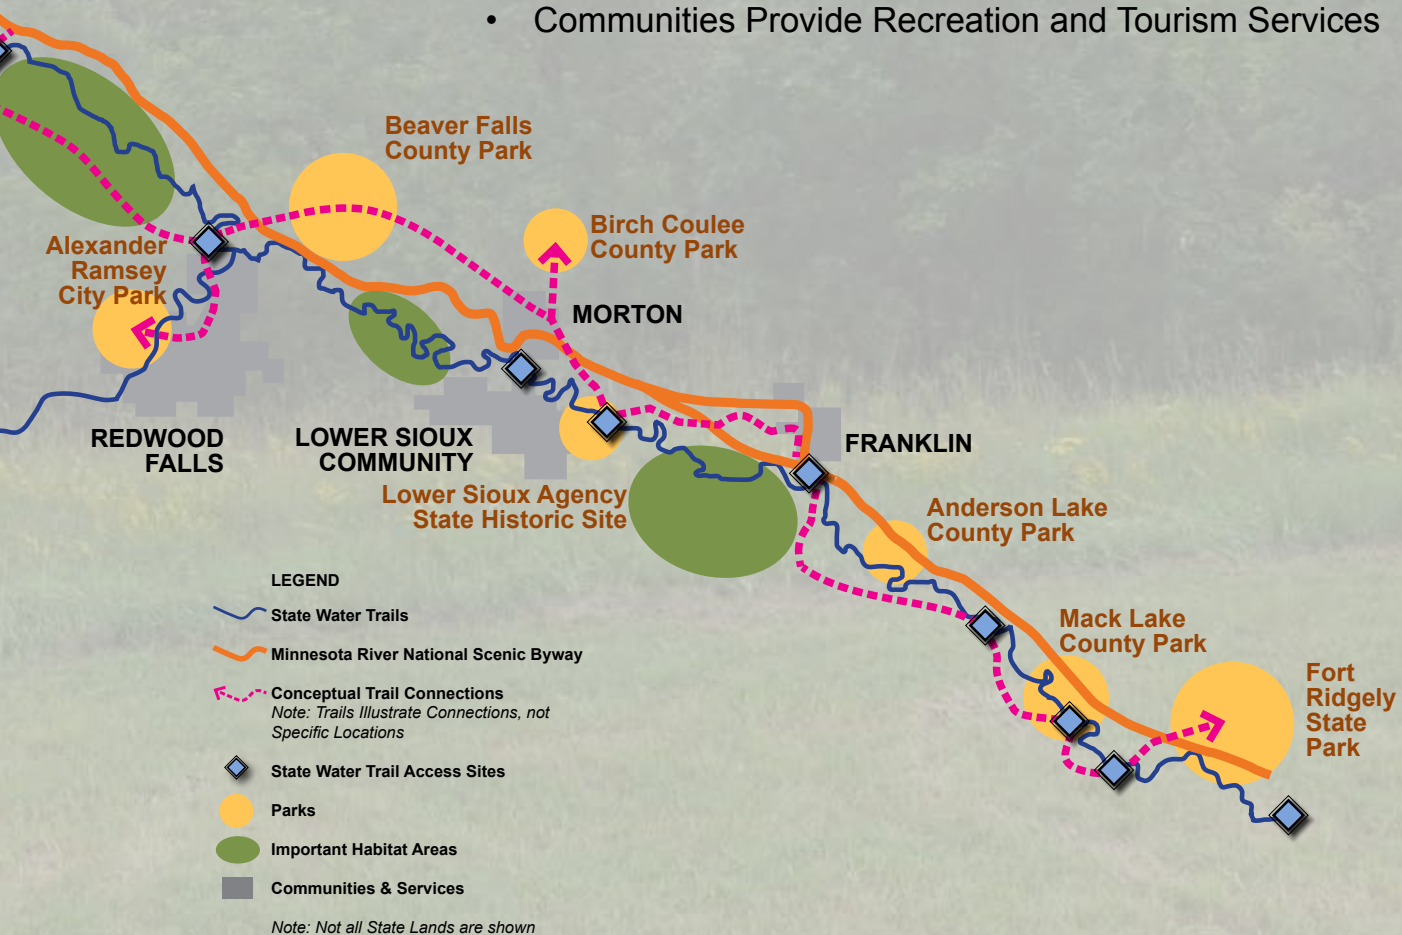 • Communities Provide Recreation and Tourism Services
Beaver Falls
County Park
Birch Coulee
County Park
Alexander
Ramsey
City Park
MORTON
REDWOOD
FALLS
LOWER SIOUX
COMMUNITY
FRANKLIN
Lower Sioux Agency
State Historic Site
Anderson Lake
County Park
Mack Lake
County Park
Fort
Ridgely
State
Park
LEGEND
State Water Trails
Minnesota River National Scenic Byway
Conceptual Trail Connections
Note: Trails Illustrate Connections, not
Specific Locations
State Water Trail Access Sites
Parks
Important Habitat Areas
Communities & Services
Note: Not all State Lands are shown